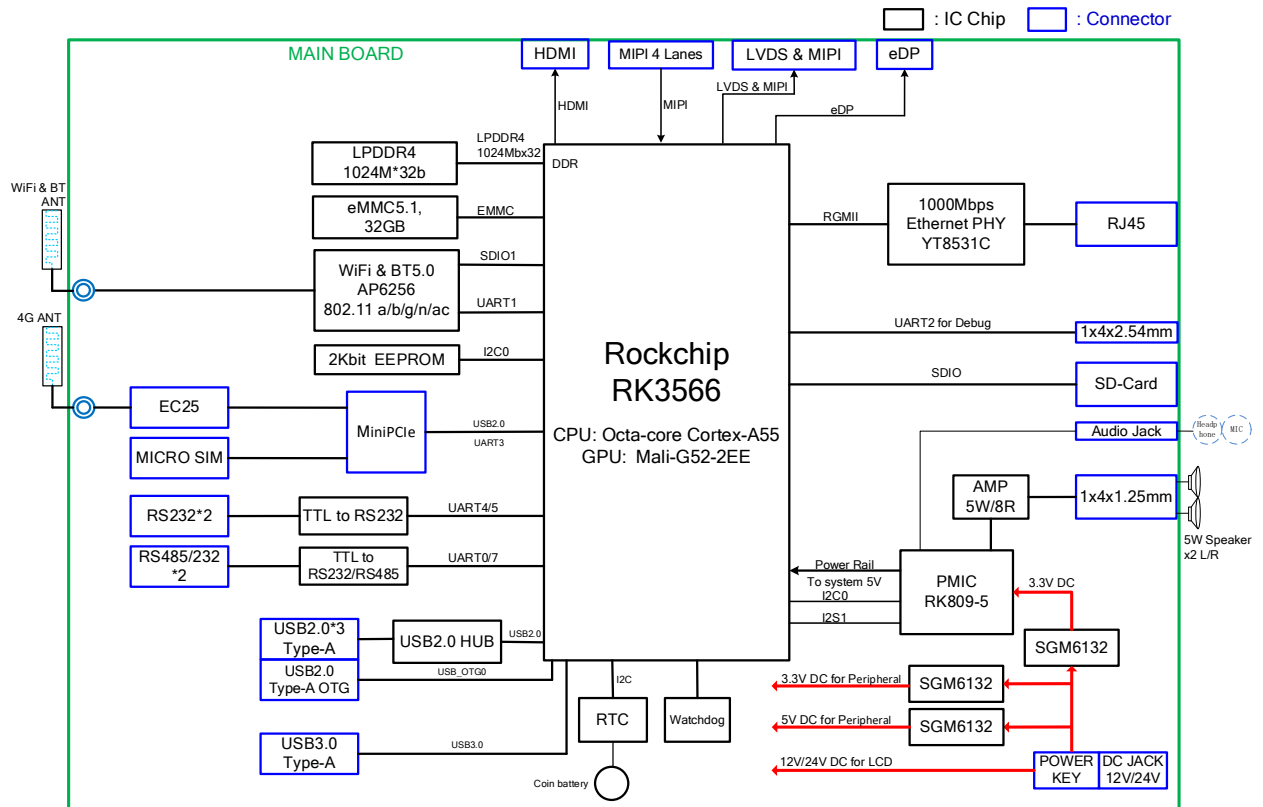 : IC Chip
: Connector
MAIN BOARD
HDMI
MIPI 4 Lanes
LVDS & MIPI
eDP
HDMI
MIPI
LVDS & MIPI
eDP
LPDDR4
1024M*32b
LPDDR4
1024Mbx32
DDR
WiFi & BT
ANT
eMMC5.1,
32GB
EMMC
1000Mbps
Ethernet PHY
YT8531C
RGMII
RJ45
WiFi & BT5.0
AP6256
802.11 a/b/g/n/ac
SDIO1
UART1
4G ANT
UART2 for Debug
1x4x2.54mm
2Kbit EEPROM
I2C0
Rockchip
RK3566
CPU: Octa-core Cortex-A55
GPU: Mali-G52-2EE
SDIO
SD-Card
EC25
MiniPCIe
USB2.0
UART3
MICRO SIM
Audio Jack
Headp
hone
MIC
AMP
5W/8R
1x4x1.25mm
5W Speaker
x2 L/R
RS232*2
TTL to RS232
UART4/5
RS485/232
*2
TTL to
RS232/RS485
UART0/7
Power Rail
To system 5V
I2C0
I2S1
PMIC
RK809-5
3.3V DC
SGM6132
USB2.0*3
Type-A
USB2.0 HUB
USB2.0
USB2.0
Type-A OTG
USB_OTG0
I2C
3.3V DC for Peripheral
SGM6132
RTC
Watchdog
5V DC for Peripheral
SGM6132
USB3.0
Type-A
USB3.0
12V/24V DC for LCD
POWER
KEY
DC JACK
12V/24V
Coin battery